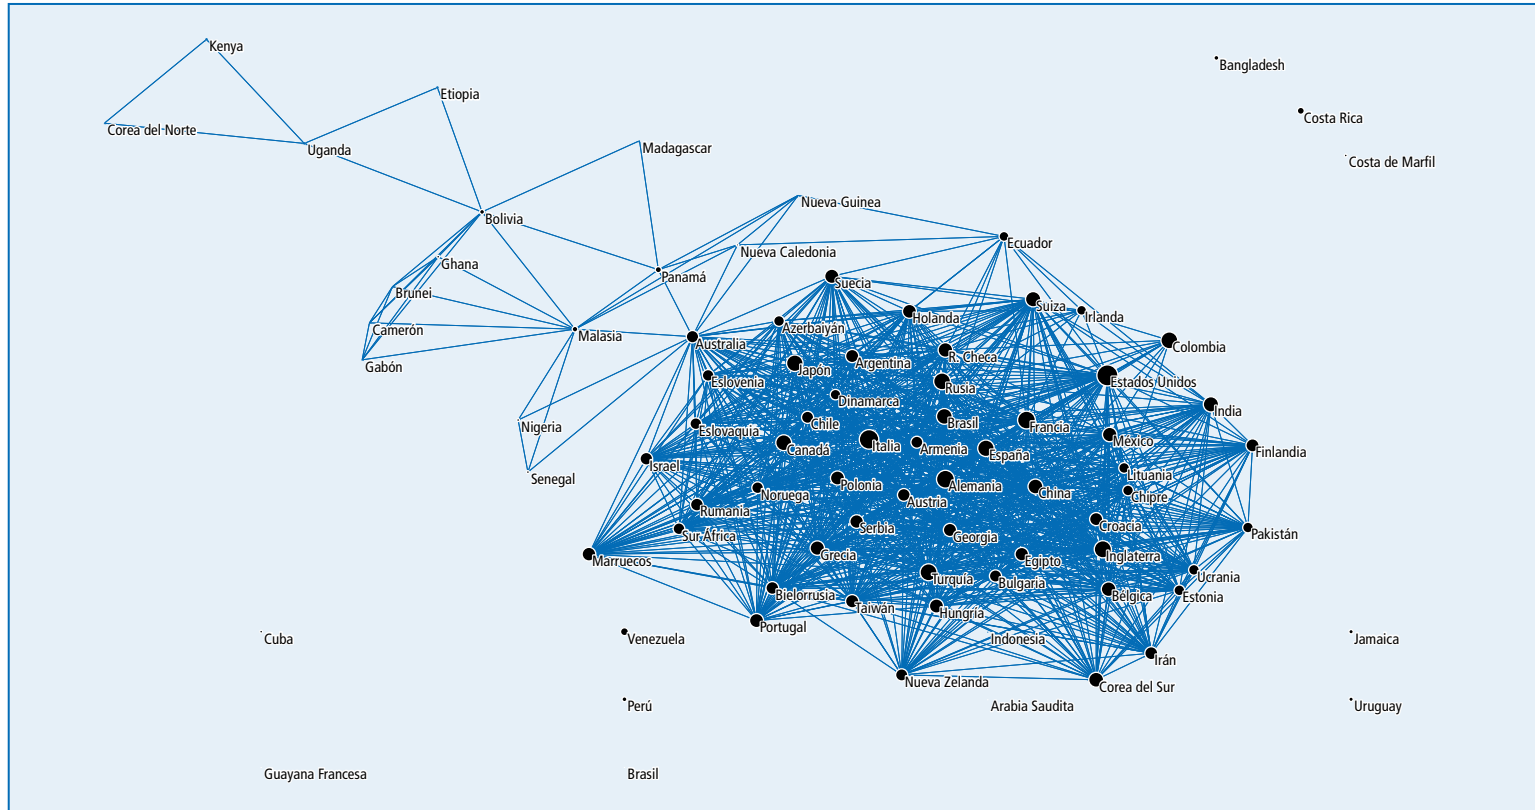 Kenya
Bangladesh
Etiopia
Costa Rica
Corea del Norte
Uganda
Madagascar
Costa de Marfil
Nueva Guinea
Bolivia
Ecuador
Nueva Caledonia
Ghana
Panamá
Suecia
Brunei
Suiza
Irlanda
Holanda
Azerbaiyán
Camerón
Malasia
Australia
Colombia
Gabón
Japón
Argentina
R. Checa
Eslovenia
Rusia
Estados Unidos
Dinamarca
India
Nigeria
Eslovaquia
Chile
Brasil
Francia
Canadá
Italia
Armenia
España
México
Finlandia
Israel
Senegal
Noruega
Polonia
Austria
Alemania
China
Lituania
Chipre
Rumania
Sur África
Serbia
Georgia
Croacia
Pakistán
Marruecos
Grecia
Egipto
Inglaterra
Turquía
Bulgaria
Ucrania
Bielorrusia
Taiwán
Hungría
Bélgica
Estonia
Portugal
Cuba
Venezuela
Indonesia
Jamaica
Irán
Nueva Zelanda
Corea del Sur
Perú
Arabia Saudita
Uruguay
Guayana Francesa
Brasil